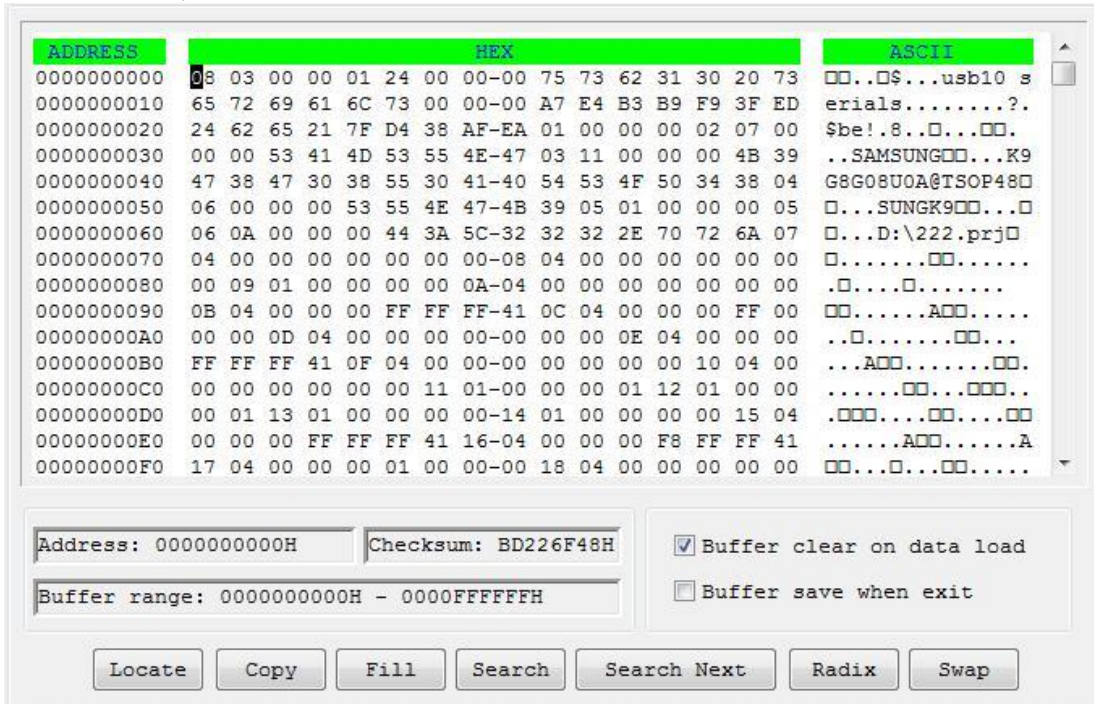 ADDRESS HEX ASCII
0000000000 08 03 00 00 01 24 00 00-00 75 73 62 31 30 20 73 □□..□$...usb10 s
0000000010 65 72 69 61 6C 73 00 00-00 A7 E4 B3 B9 F9 3F ED erials........?.
0000000020 24 62 65 21 7F D4 38 AF-EA 01 00 00 00 02 07 00 $be!.8..□...□□.
0000000030 00 00 53 41 4D 53 55 4E-47 03 11 00 00 00 4B 39 ..SAMSUNG□□...K9
0000000040 47 38 47 30 38 55 30 41-40 54 53 4F 50 34 38 04 G8G08U0A@TSOP48□
0000000050 06 00 00 00 53 55 4E 47-4B 39 05 01 00 00 00 05 □...SUNGK9□□...□
0000000060 06 0A 00 00 00 44 3A 5C-32 32 32 2E 70 72 6A 07 □...D:\222.prj□
0000000070 04 00 00 00 00 00 00 00-08 04 00 00 00 00 00 00 □.......□□......
0000000080 00 09 01 00 00 00 00 0A-04 00 00 00 00 00 00 00 .□....□.......
0000000090 0B 04 00 00 00 FF FF FF-41 0C 04 00 00 00 FF 00 □□......A□□.....
00000000A0 00 00 0D 04 00 00 00 00-00 00 00 0E 04 00 00 00 ..□.......□□...
00000000B0 FF FF FF 41 0F 04 00 00-00 00 00 00 00 10 04 00 ...A□□........□□.
00000000C0 00 00 00 00 00 00 11 01-00 00 00 01 12 01 00 00 ......□□...□□□..
00000000D0 00 01 13 01 00 00 00 00-14 01 00 00 00 00 15 04 .□□□....□□....□□
00000000E0 00 00 00 FF FF FF 41 16-04 00 00 00 F8 FF FF 41 ......A□□......A
00000000F0 17 04 00 00 00 01 00 00-00 18 04 00 00 00 00 00 □□...□...□□.....
Address: 0000000000H Checksum: BD226F48H
Buffer clear on data load
Buffer range: 0000000000H - 0000FFFFFFH
Buffer save when exit
Locate Copy Fill Search Search Next Radix Swap